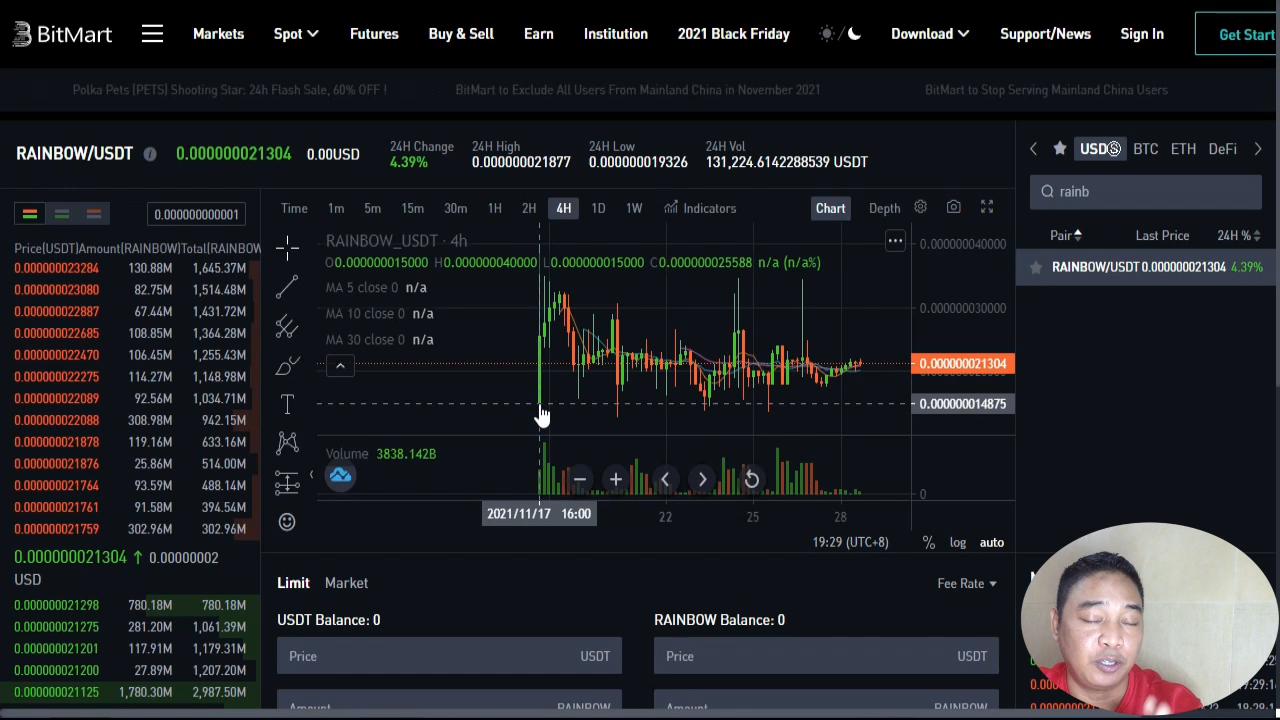 BitMart
Markets
Spot
Futures
Buy & Sell
Earn
Institution
2021 Black Friday
Download
Support/News
Sign In
Get Start
Polka Pets (PETS) Shooting Star: 24h Flash Sale, 60% OFF !
BitMart to Exclude All Users From Mainland China in November 2021
BitMart to Stop Serving Mainland China Users
RAINBOW/USDT
0.000000021304
0.00USD
24H Change
4.39%
24H High
0.000000021877
24H Low
0.000000019326
24H Vol
131,224.6142288539 USDT
0.000000000001
Price(USDT)Amount(RAINBOW)Total(RAINBOW
0.000000023284 130.88M 1,645.37M
0.000000023080 82.75M 1,514.48M
0.000000022887 67.44M 1,431.72M
0.000000022685 108.85M 1,364.28M
0.000000022470 106.45M 1,255.43M
0.000000022275 114.27M 1,148.98M
0.000000022089 92.56M 1,034.71M
0.000000022088 308.98M 942.15M
0.000000021878 119.16M 633.16M
0.000000021876 25.86M 514.00M
0.000000021764 93.59M 488.14M
0.000000021761 91.58M 394.54M
0.000000021759 302.96M 302.96M
0.000000021304 ↑ 0.00000002
USD
0.000000021298 780.18M 780.18M
0.000000021275 281.20M 1,061.39M
0.000000021201 117.91M 1,179.31M
0.000000021200 27.89M 1,207.20M
0.000000021125 1,780.30M 2,987.50M
Time 1m 5m 15m 30m 1H 2H 4H 1D 1W Indicators
Chart Depth
RAINBOW_USDT · 4h
O0.000000015000 H0.000000040000 L0.000000015000 C0.000000025588 n/a (n/a%)
MA 5 close 0 n/a
MA 10 close 0 n/a
MA 30 close 0 n/a
0.000000040000
0.000000030000
0.000000021304
0.000000014875
Volume 3838.142B
0
2021/11/17 16:00
22
25
28
19:29 (UTC+8)
%
log
auto
Limit
Market
Fee Rate
USDT Balance: 0
Price
USDT
Amount
RAINBOW
RAINBOW Balance: 0
Price
USDT
Amount
RAINBOW
USDⓈ
BTC
ETH
DeFi
rainb
Pair
Last Price
24H %
RAINBOW/USDT 0.000000021304 4.39%